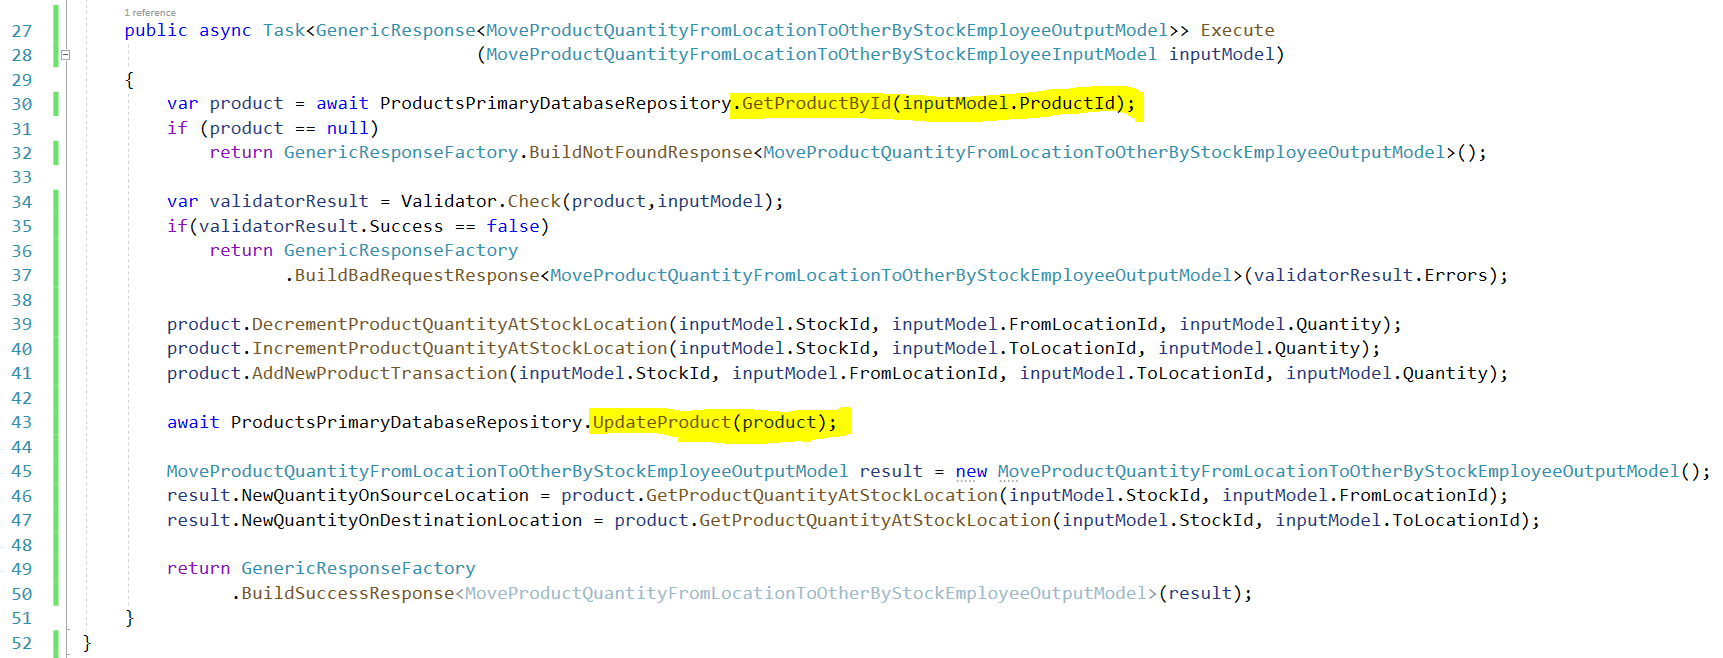 1 reference
27 public async Task<GenericResponse<MoveProductQuantityFromLocationToOtherByStockEmployeeOutputModel>> Execute
28 (MoveProductQuantityFromLocationToOtherByStockEmployeeInputModel inputModel)
29 {
30 var product = await ProductsPrimaryDatabaseRepository.GetProductById(inputModel.ProductId);
31 if (product == null)
32 return GenericResponseFactory.BuildNotFoundResponse<MoveProductQuantityFromLocationToOtherByStockEmployeeOutputModel>();
33
34 var validatorResult = Validator.Check(product,inputModel);
35 if(validatorResult.Success == false)
36 return GenericResponseFactory
37 .BuildBadRequestResponse<MoveProductQuantityFromLocationToOtherByStockEmployeeOutputModel>(validatorResult.Errors);
38
39 product.DecrementProductQuantityAtStockLocation(inputModel.StockId, inputModel.FromLocationId, inputModel.Quantity);
40 product.IncrementProductQuantityAtStockLocation(inputModel.StockId, inputModel.ToLocationId, inputModel.Quantity);
41 product.AddNewProductTransaction(inputModel.StockId, inputModel.FromLocationId, inputModel.ToLocationId, inputModel.Quantity);
42
43 await ProductsPrimaryDatabaseRepository.UpdateProduct(product);
44
45 MoveProductQuantityFromLocationToOtherByStockEmployeeOutputModel result = new MoveProductQuantityFromLocationToOtherByStockEmployeeOutputModel();
46 result.NewQuantityOnSourceLocation = product.GetProductQuantityAtStockLocation(inputModel.StockId, inputModel.FromLocationId);
47 result.NewQuantityOnDestinationLocation = product.GetProductQuantityAtStockLocation(inputModel.StockId, inputModel.ToLocationId);
48
49 return GenericResponseFactory
50 .BuildSuccessResponse<MoveProductQuantityFromLocationToOtherByStockEmployeeOutputModel>(result);
51 }
52 }